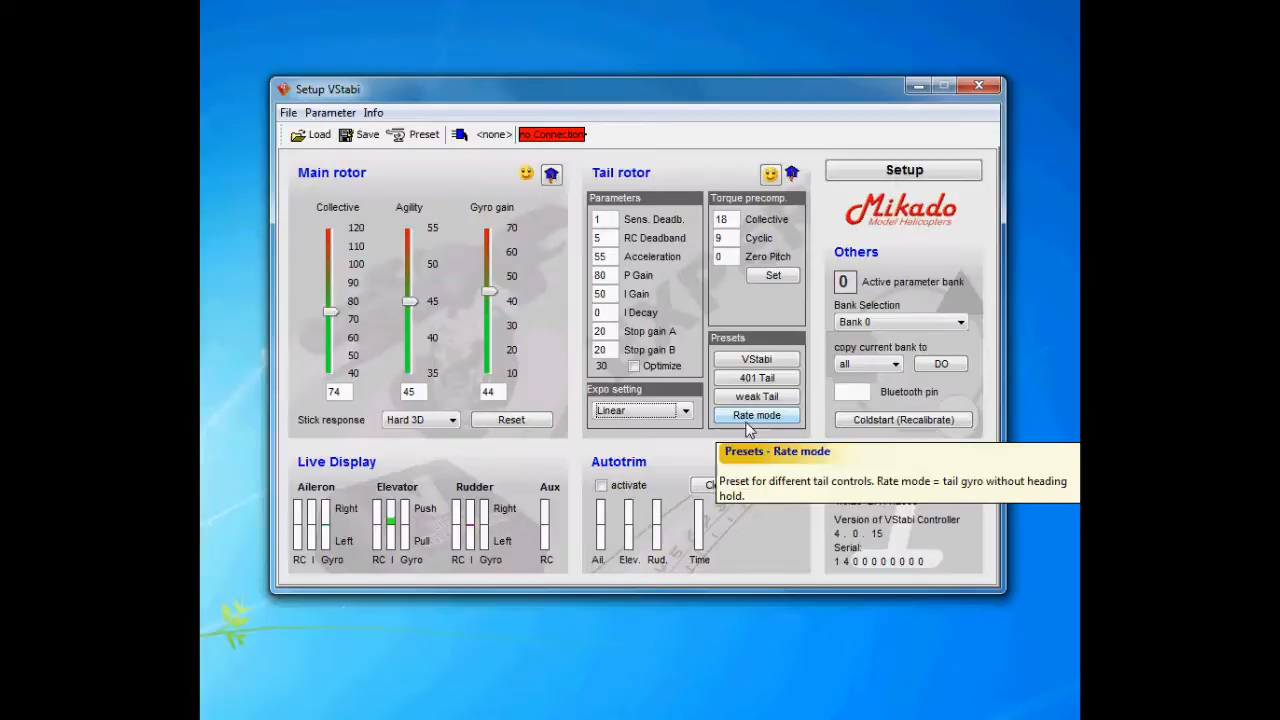 Setup VStabi
File Parameter Info
Load Save Preset <none> no Connection
Main rotor
Collective Agility Gyro gain
120
110
100
90
80
70
60
50
40
55
50
45
40
35
70
60
50
40
30
20
10
74 45 44
Stick response Hard 3D Reset
Tail rotor
Parameters
1 Sens. Deadb.
5 RC Deadband
55 Acceleration
80 P Gain
50 I Gain
0 I Decay
20 Stop gain A
20 Stop gain B
30 Optimize
Expo setting
Linear
Torque precomp.
18 Collective
9 Cyclic
0 Zero Pitch
Set
Presets
VStabi
401 Tail
weak Tail
Rate mode
Setup
Mikado
Model Helicopters
Others
0 Active parameter bank
Bank Selection
Bank 0
copy current bank to
all DO
Bluetooth pin
Coldstart (Recalibrate)
Presets - Rate mode
Preset for different tail controls. Rate mode = tail gyro without heading
hold.
Live Display
Aileron Elevator Rudder Aux
Right Push Right
Left Pull Left
RC I Gyro RC I Gyro RC I Gyro RC
Autotrim
activate
Ail. Elev. Rud. Time
Version of VStabi Controller
4 . 0 . 15
Serial:
1 4 0 0 0 0 0 0 0 0